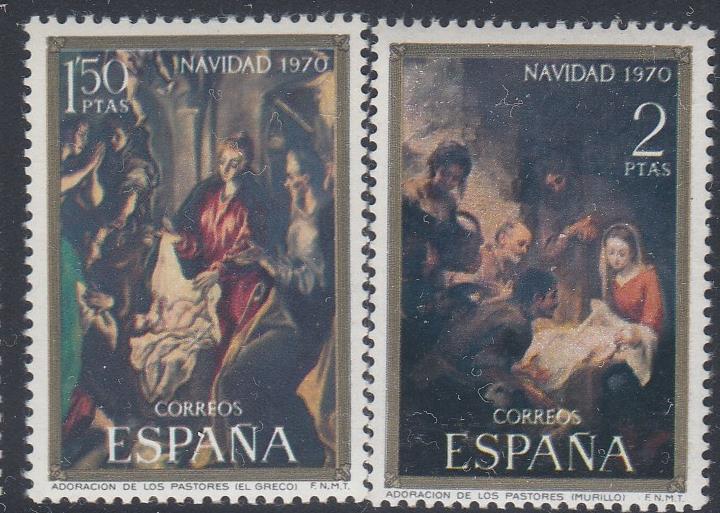 1'50
PTAS
NAVIDAD 1970
CORREOS
ESPAÑA
ADORACION DE LOS PASTORES (EL GRECO) F.N.M.T.
NAVIDAD 1970
2
PTAS
CORREOS
ESPAÑA
ADORACION DE LOS PASTORES (MURILLO) F.N.M.T.